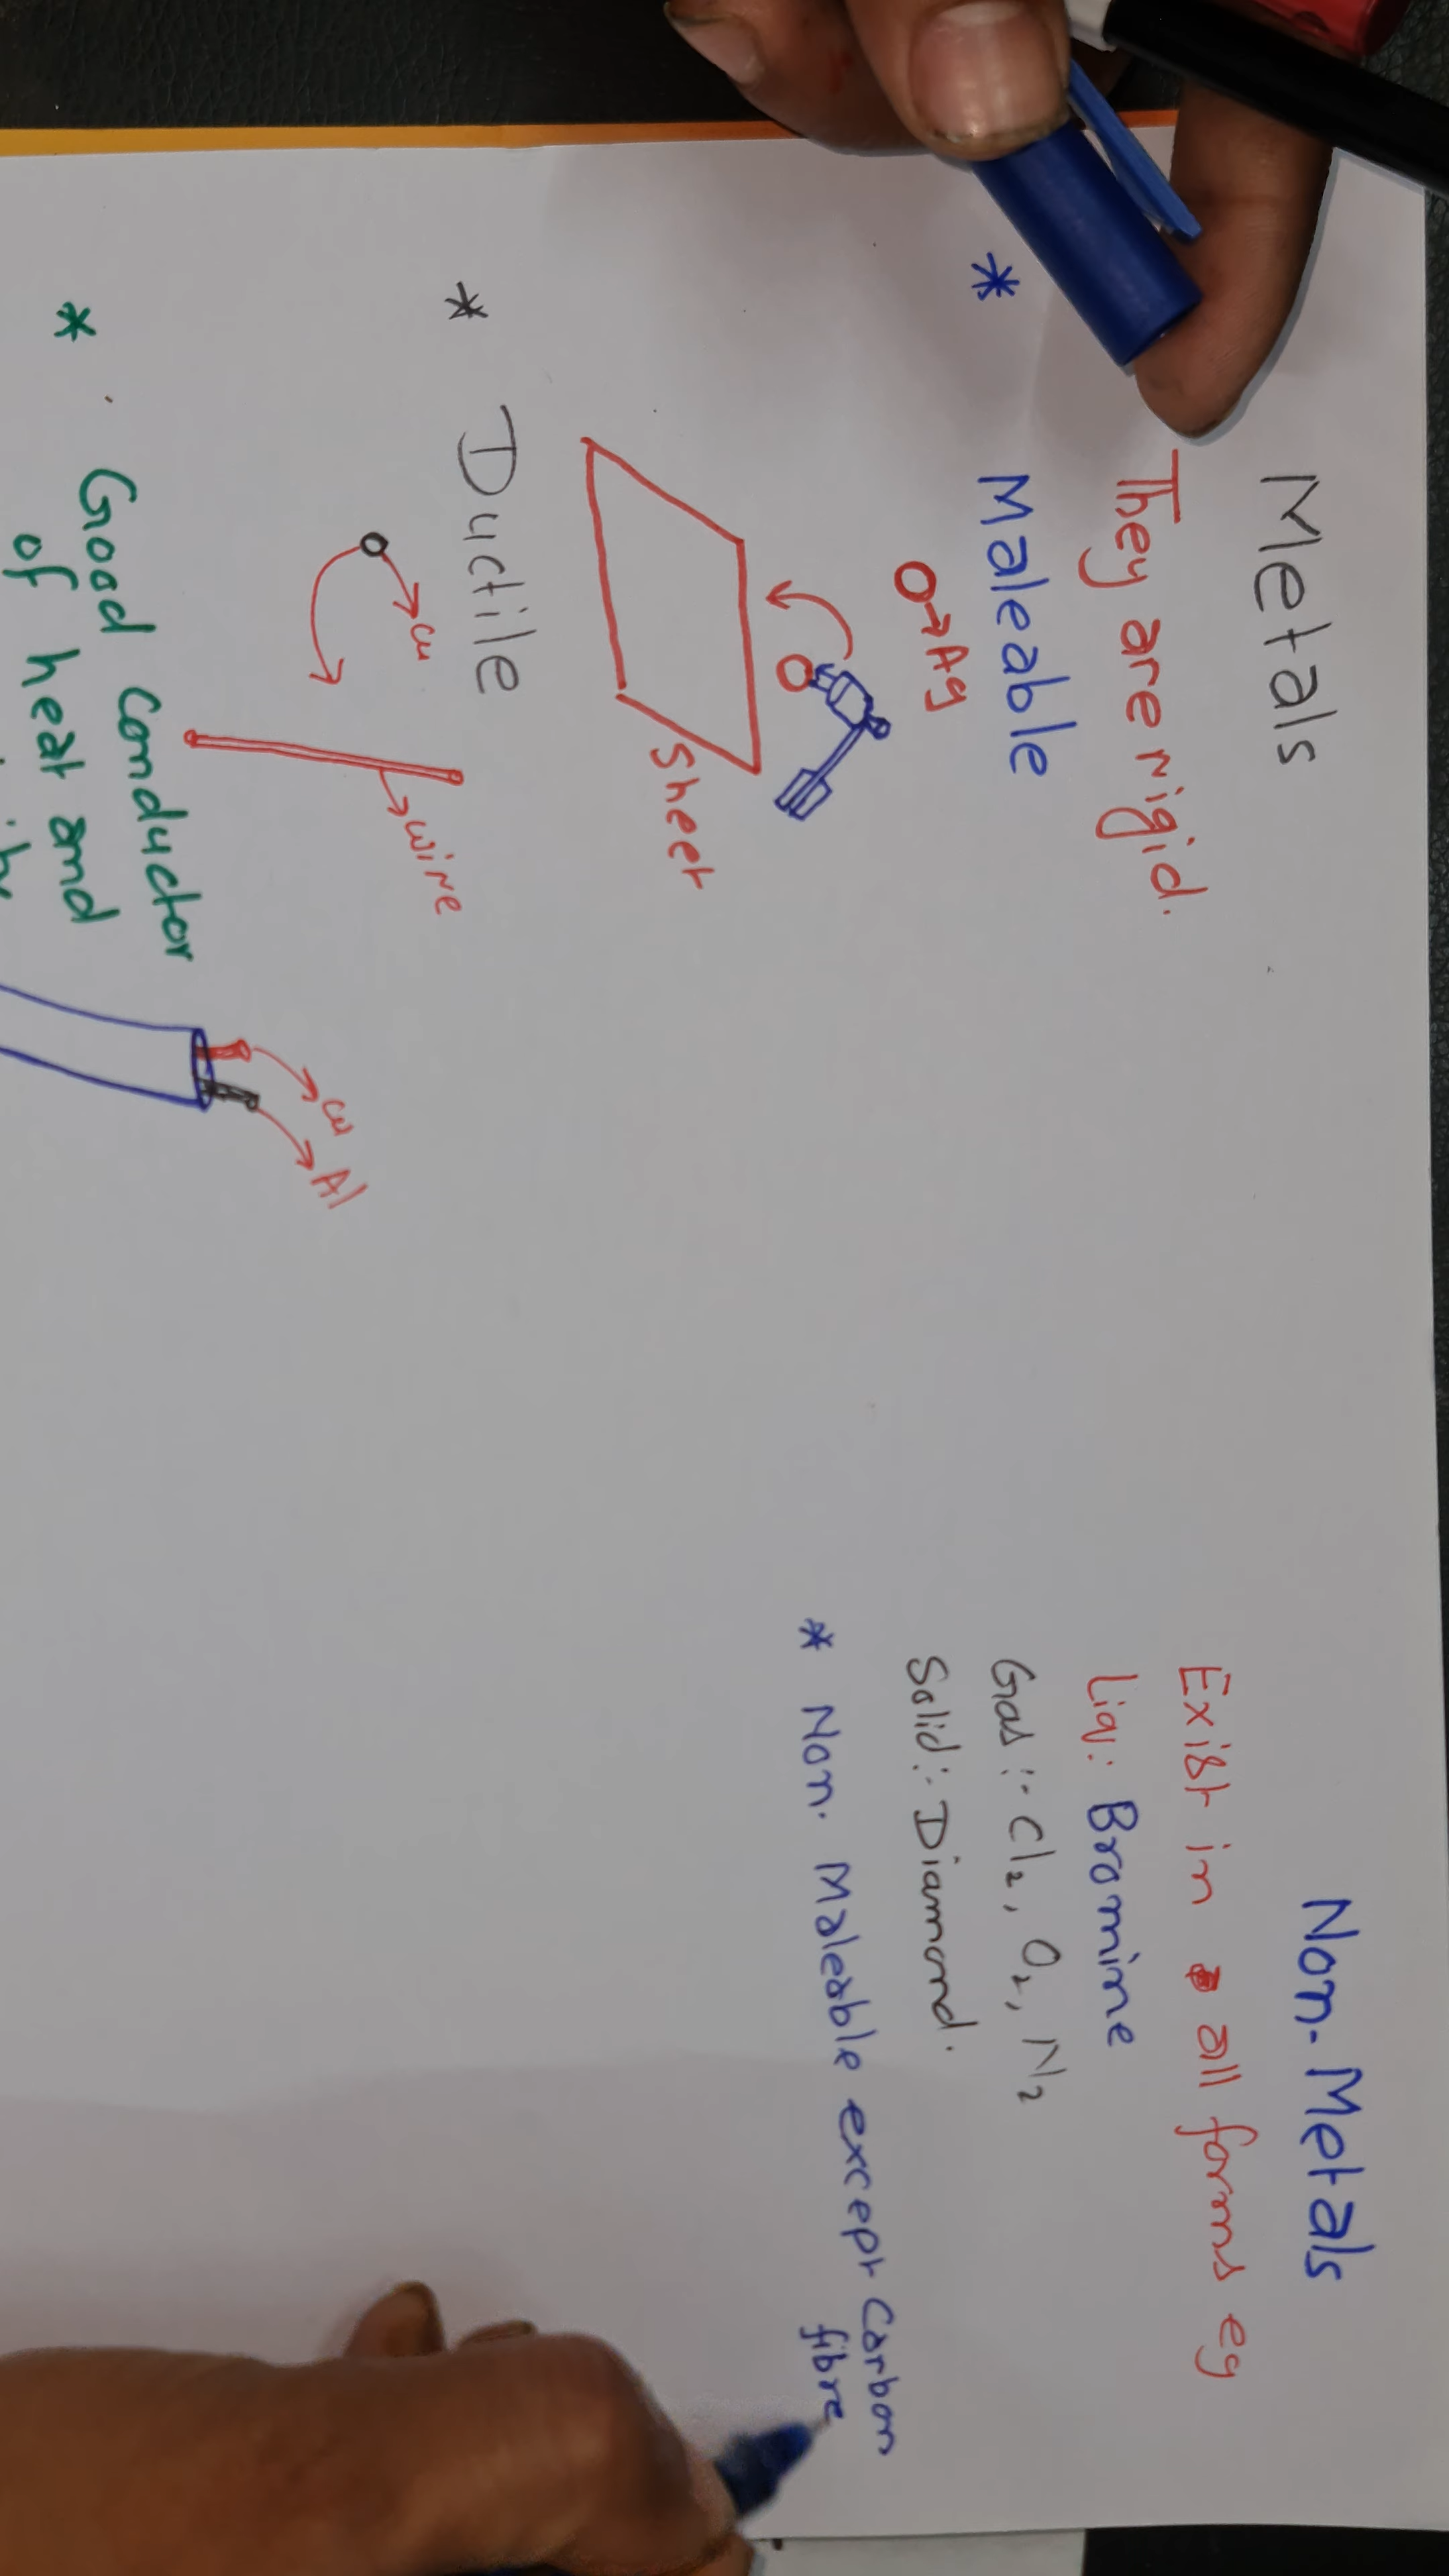 Metals
They are rigid.
* Maleable
Ag
Sheet
* Ductile
Cu
wire
* Good conductor
of heat and
Cu
Al
Non-Metals
Exist in all forms eg
Liq: Bromine
Gas :- Cl₂, O₂, N₂
Solid:- Diamond.
* Non. Maleable except Carbon
fibre